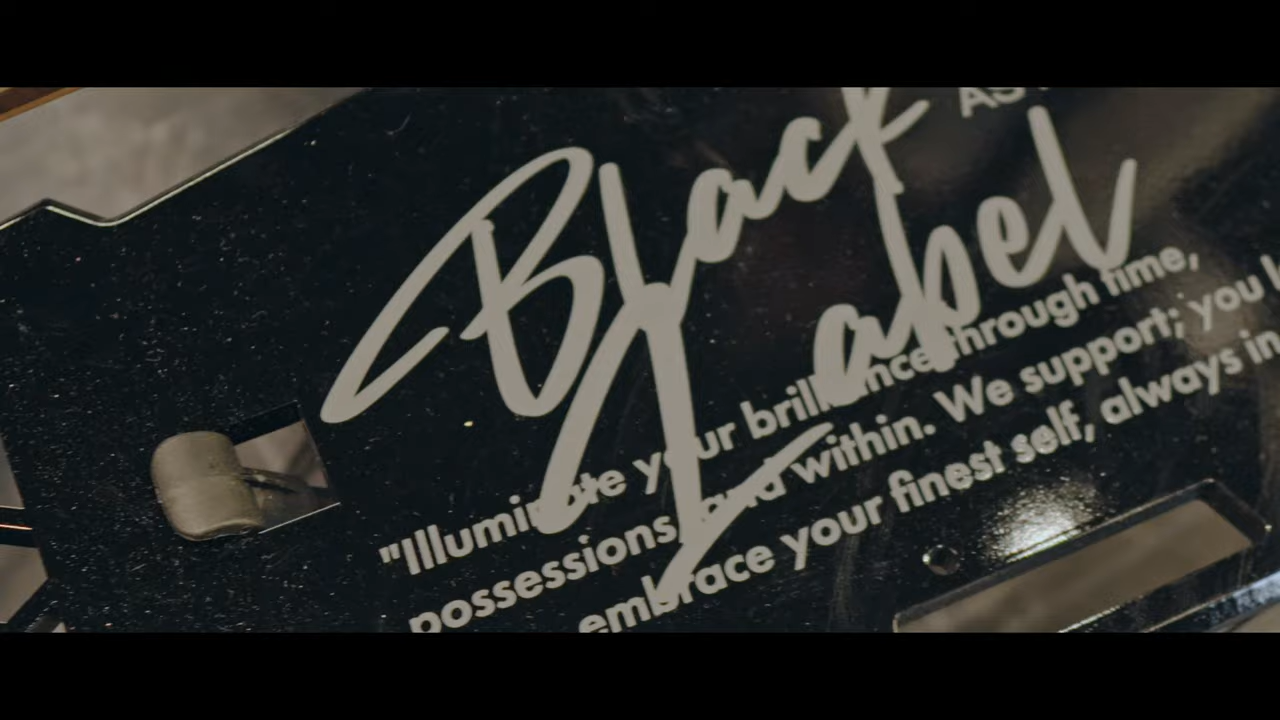 Black
Label
"Illuminate your brilliance through time,
possessions, and within. We support; you
embrace your finest self, always in